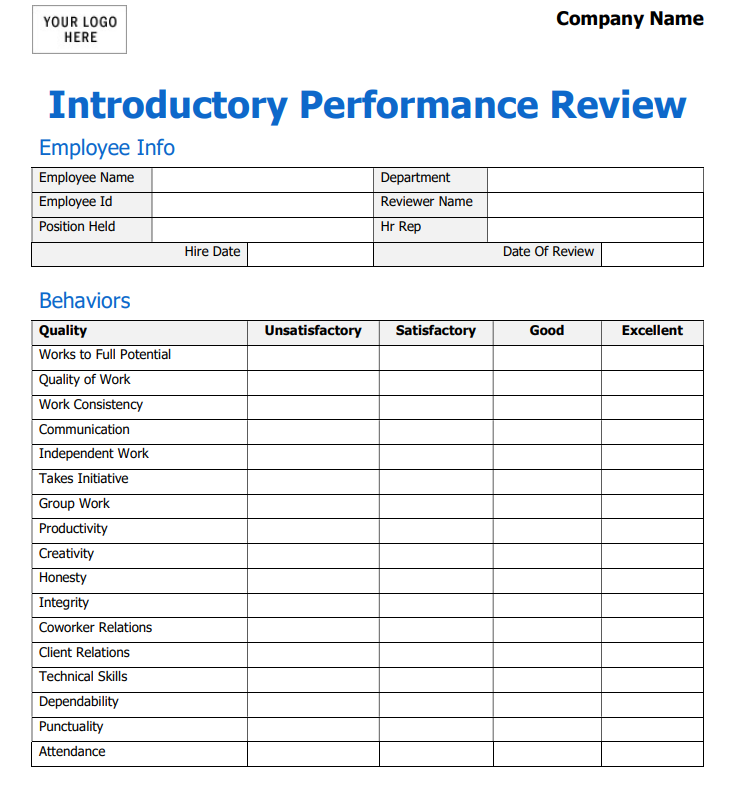 YOUR LOGO
HERE
Company Name
Introductory Performance Review
Employee Info
Employee Name Department
Employee Id Reviewer Name
Position Held Hr Rep
Hire Date Date Of Review
Behaviors
Quality Unsatisfactory Satisfactory Good Excellent
Works to Full Potential
Quality of Work
Work Consistency
Communication
Independent Work
Takes Initiative
Group Work
Productivity
Creativity
Honesty
Integrity
Coworker Relations
Client Relations
Technical Skills
Dependability
Punctuality
Attendance